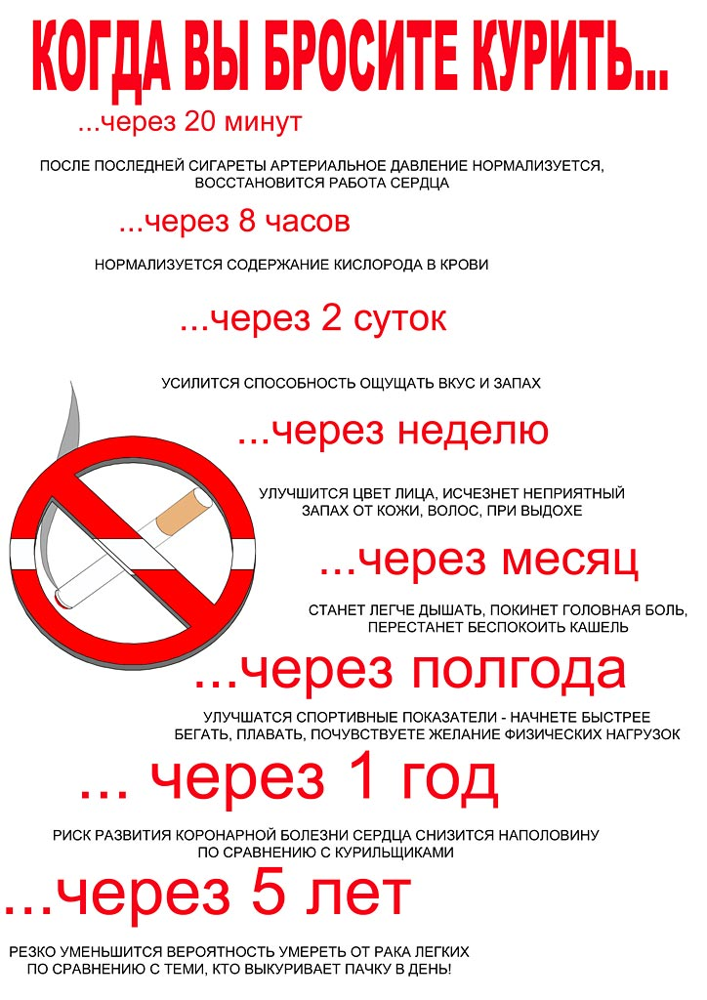 КОГДА ВЫ БРОСИТЕ КУРИТЬ...
...через 20 минут
ПОСЛЕ ПОСЛЕДНЕЙ СИГАРЕТЫ АРТЕРИАЛЬНОЕ ДАВЛЕНИЕ НОРМАЛИЗУЕТСЯ,
ВОССТАНОВИТСЯ РАБОТА СЕРДЦА
...через 8 часов
НОРМАЛИЗУЕТСЯ СОДЕРЖАНИЕ КИСЛОРОДА В КРОВИ
...через 2 суток
УСИЛИТСЯ СПОСОБНОСТЬ ОЩУЩАТЬ ВКУС И ЗАПАХ
...через неделю
УЛУЧШИТСЯ ЦВЕТ ЛИЦА, ИСЧЕЗНЕТ НЕПРИЯТНЫЙ
ЗАПАХ ОТ КОЖИ, ВОЛОС, ПРИ ВЫДОХЕ
...через месяц
СТАНЕТ ЛЕГЧЕ ДЫШАТЬ, ПОКИНЕТ ГОЛОВНАЯ БОЛЬ,
ПЕРЕСТАНЕТ БЕСПОКОИТЬ КАШЕЛЬ
...через полгода
УЛУЧШАТСЯ СПОРТИВНЫЕ ПОКАЗАТЕЛИ - НАЧНЕТЕ БЫСТРЕЕ
БЕГАТЬ, ПЛАВАТЬ, ПОЧУВСТВУЕТЕ ЖЕЛАНИЕ ФИЗИЧЕСКИХ НАГРУЗОК
... через 1 год
РИСК РАЗВИТИЯ КОРОНАРНОЙ БОЛЕЗНИ СЕРДЦА СНИЗИТСЯ НАПОЛОВИНУ
ПО СРАВНЕНИЮ С КУРИЛЬЩИКАМИ
...через 5 лет
РЕЗКО УМЕНЬШИТСЯ ВЕРОЯТНОСТЬ УМЕРЕТЬ ОТ РАКА ЛЕГКИХ
ПО СРАВНЕНИЮ С ТЕМИ, КТО ВЫКУРИВАЕТ ПАЧКУ В ДЕНЬ!